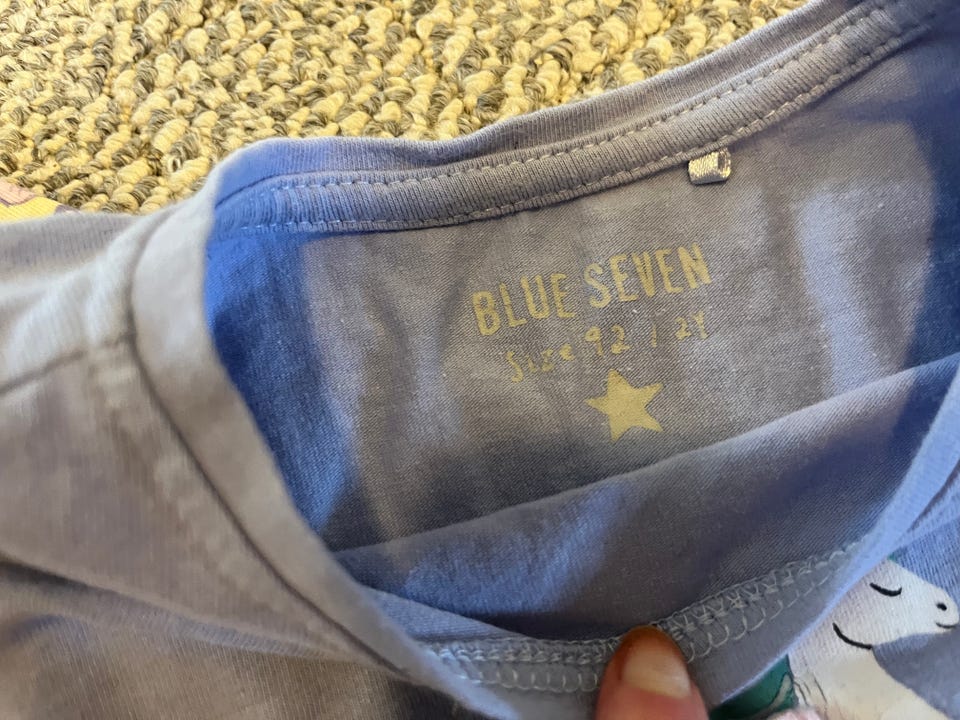 BLUE SEVEN
Size 92 / 2Y